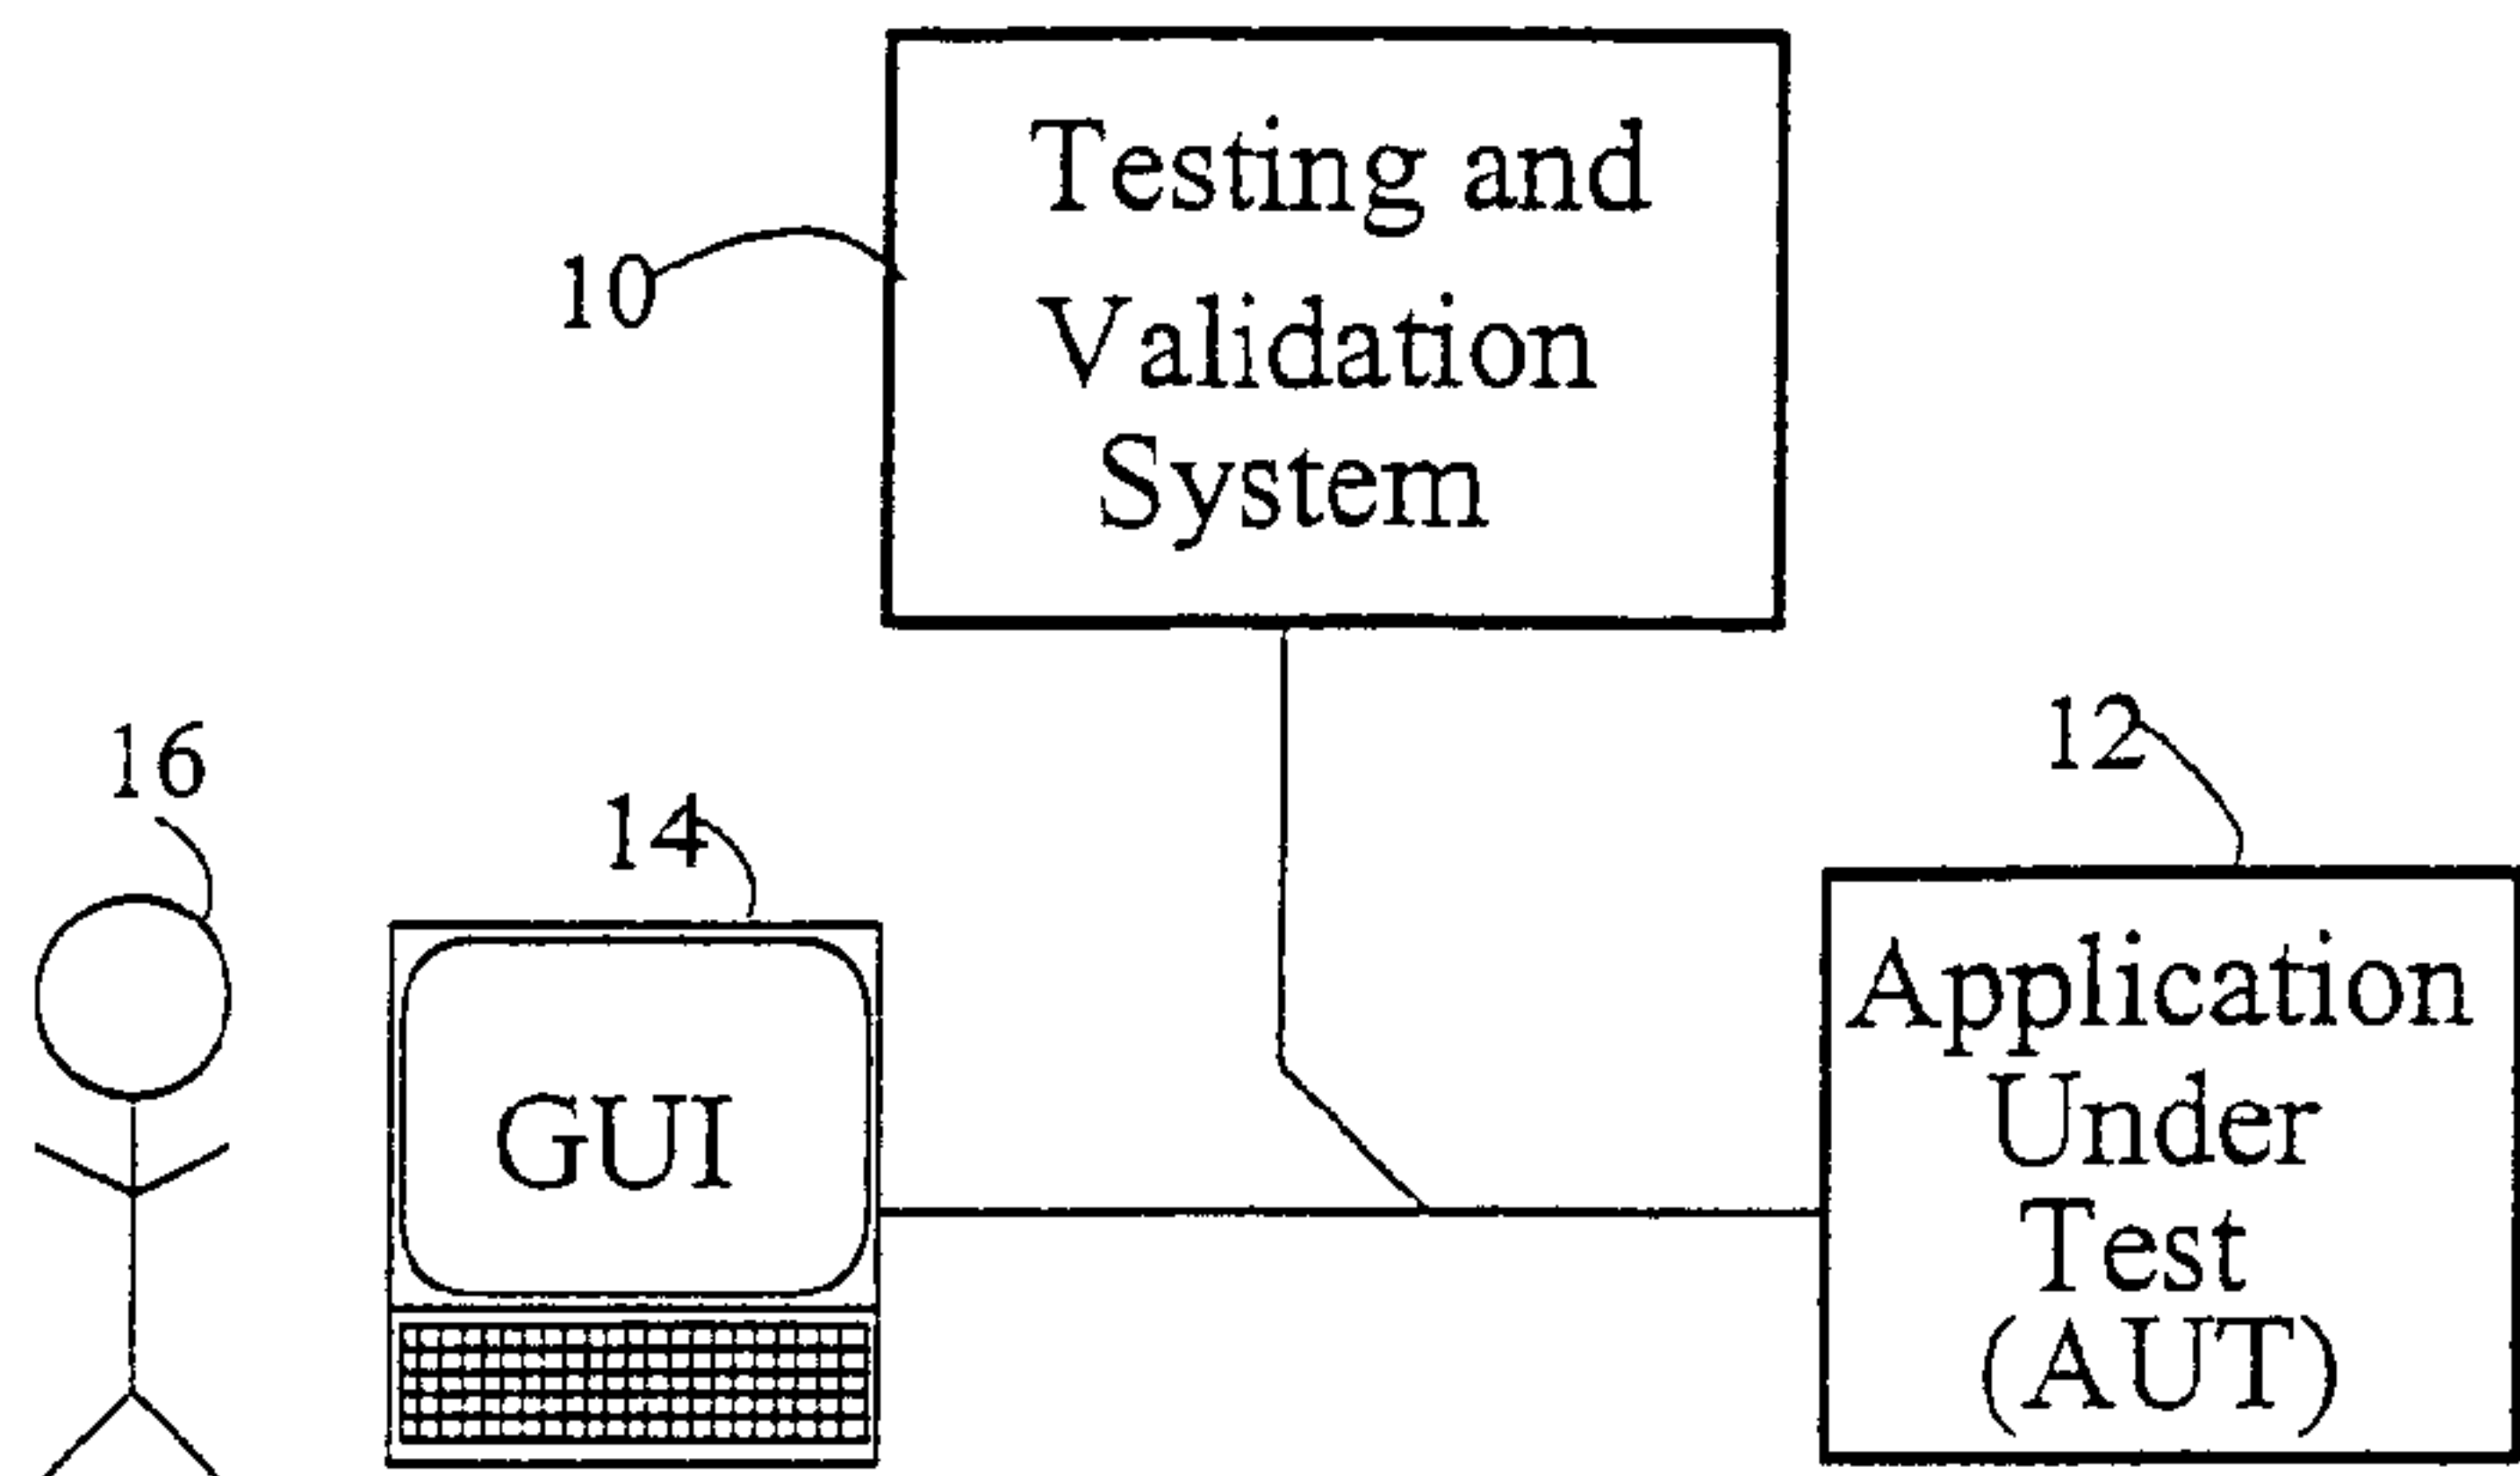 Testing and
Validation
System
10
16
14
12
GUI
Application
Under
Test
(AUT)